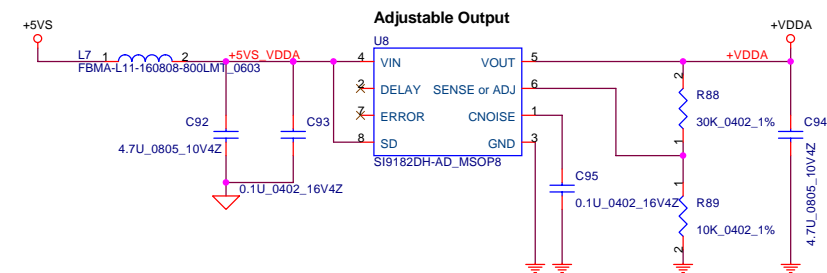 Adjustable Output
+5VS
+VDDA
L7
1
2
FBMA-L11-160808-800LMT_0603
+5VS_VDDA
U8
4
VIN
VOUT
5
+VDDA
2
DELAY
SENSE or ADJ
6
7
ERROR
CNOISE
1
8
SD
GND
3
SI9182DH-AD_MSOP8
C92
4.7U_0805_10V4Z
C93
0.1U_0402_16V4Z
C95
0.1U_0402_16V4Z
2
R88
30K_0402_1%
1
1
R89
10K_0402_1%
2
C94
4.7U_0805_10V4Z